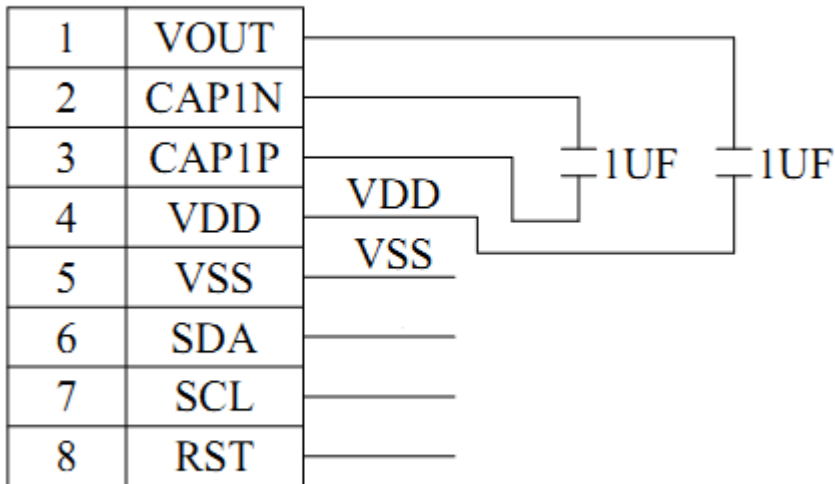 1 VOUT
2 CAP1N
3 CAP1P 1UF 1UF
4 VDD VDD
5 VSS VSS
6 SDA
7 SCL
8 RST